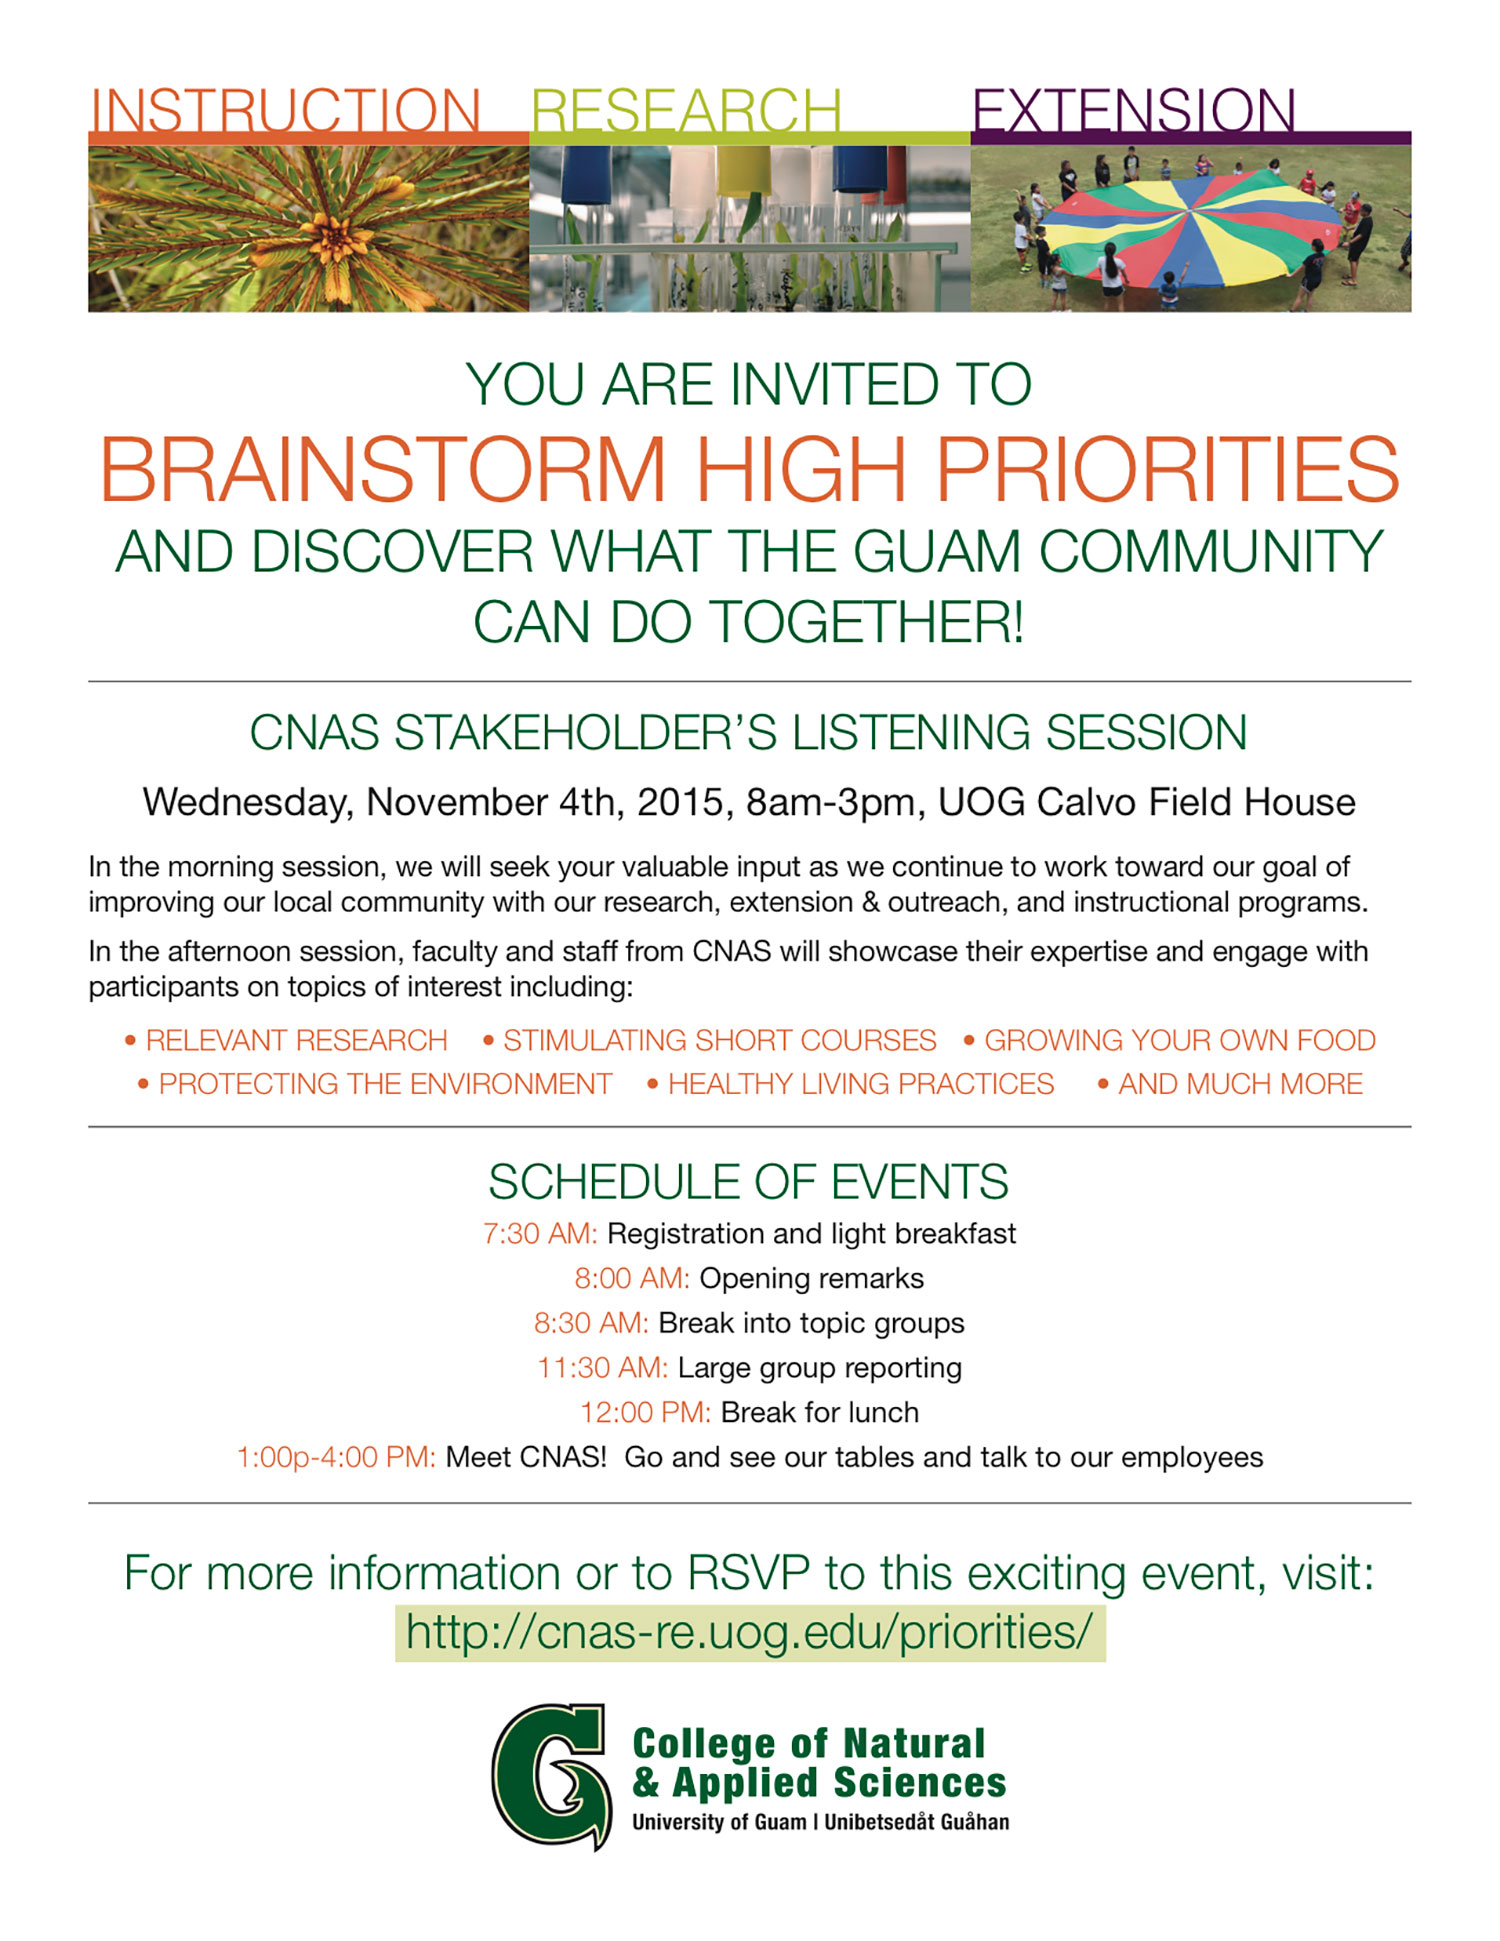 INSTRUCTION RESEARCH EXTENSION
YOU ARE INVITED TO
BRAINSTORM HIGH PRIORITIES
AND DISCOVER WHAT THE GUAM COMMUNITY
CAN DO TOGETHER!
CNAS STAKEHOLDER’S LISTENING SESSION
Wednesday, November 4th, 2015, 8am-3pm, UOG Calvo Field House
In the morning session, we will seek your valuable input as we continue to work toward our goal of
improving our local community with our research, extension & outreach, and instructional programs.
In the afternoon session, faculty and staff from CNAS will showcase their expertise and engage with
participants on topics of interest including:
• RELEVANT RESEARCH • STIMULATING SHORT COURSES • GROWING YOUR OWN FOOD
• PROTECTING THE ENVIRONMENT • HEALTHY LIVING PRACTICES • AND MUCH MORE
SCHEDULE OF EVENTS
7:30 AM: Registration and light breakfast
8:00 AM: Opening remarks
8:30 AM: Break into topic groups
11:30 AM: Large group reporting
12:00 PM: Break for lunch
1:00p-4:00 PM: Meet CNAS! Go and see our tables and talk to our employees
For more information or to RSVP to this exciting event, visit:
http://cnas-re.uog.edu/priorities/
College of Natural
& Applied Sciences
University of Guam | Unibetsedåt Guåhan